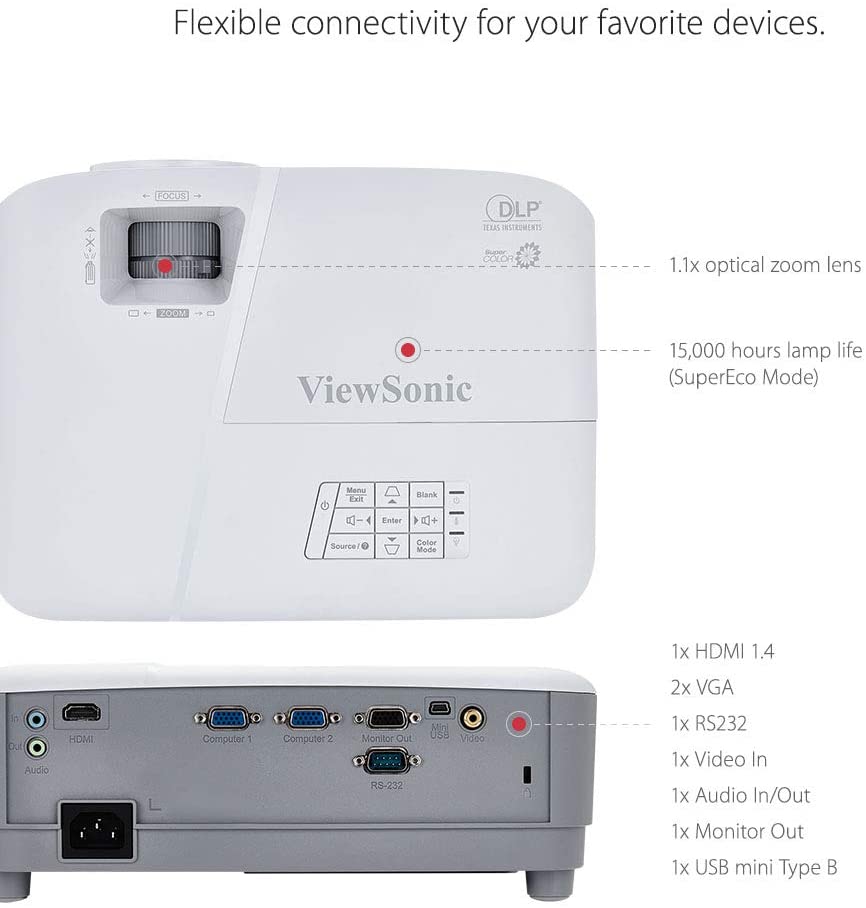 Flexible connectivity for your favorite devices.
← FOCUS →
DLP®
TEXAS INSTRUMENTS
Super
COLOR
← ZOOM →
1.1x optical zoom lens
15,000 hours lamp life
(SuperEco Mode)
ViewSonic
Menu
Exit
Blank
Enter
Source/?
Color
Mode
1x HDMI 1.4
2x VGA
1x RS232
1x Video In
1x Audio In/Out
1x Monitor Out
1x USB mini Type B
In
Out
Audio
HDMI
Computer 1
Computer 2
Monitor Out
Mini
USB
Video
RS-232